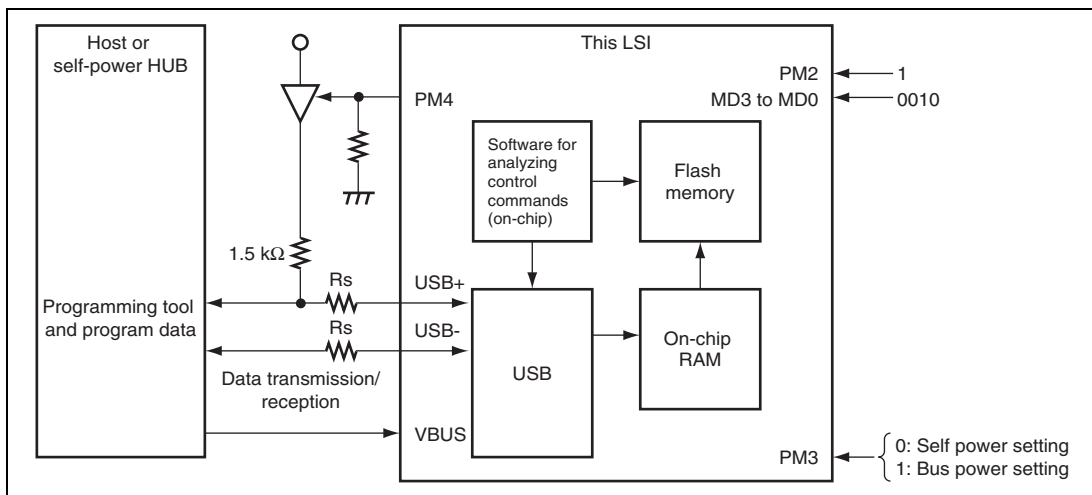 Host or
self-power HUB
This LSI
PM2
1
MD3 to MD0
0010
PM4
Software for
analyzing
control
commands
(on-chip)
Flash
memory
1.5 kΩ
Rs
USB+
Programming tool
and program data
Rs
USB-
USB
On-chip
RAM
Data transmission/
reception
VBUS
PM3
0: Self power setting
1: Bus power setting